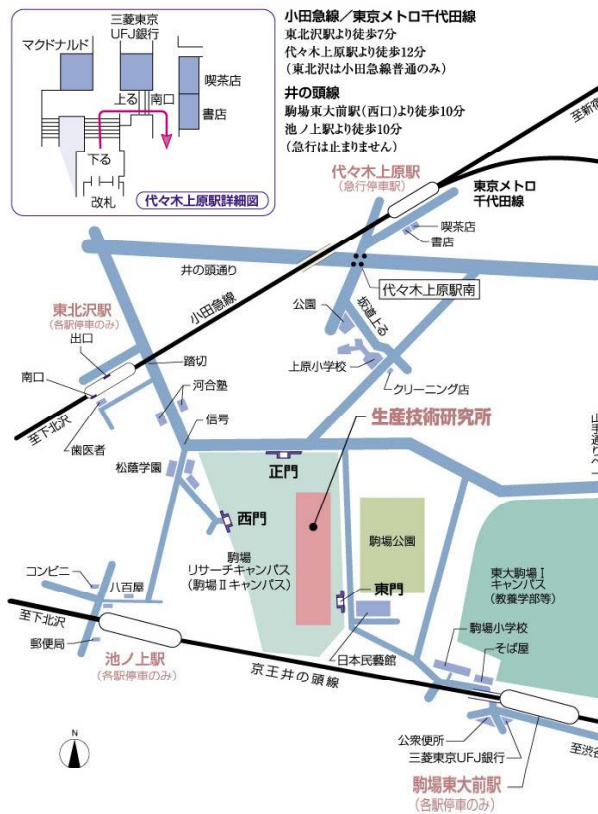 三菱東京
UFJ銀行
マクドナルド
喫茶店
上る
南口
書店
下る
改札
代々木上原駅詳細図
小田急線／東京メトロ千代田線
東北沢駅より徒歩7分
代々木上原駅より徒歩12分
(東北沢は小田急線普通のみ)
井の頭線
駒場東大前駅(西口)より徒歩10分
池ノ上駅より徒歩10分
(急行は止まりません)
至新宿
代々木上原駅
(急行停車駅)
東京メトロ
千代田線
喫茶店
書店
井の頭通り
代々木上原駅南
小田急線
東北沢駅
(各駅停車のみ)
出口
公園
坂道上る
踏切
上原小学校
南口
河合塾
クリーニング店
至下北沢
歯医者
信号
生産技術研究所
山手通りへ
松蔭学園
正門
西門
駒場公園
駒場
リサーチキャンパス
(駒場Ⅱキャンパス)
東大駒場Ⅰ
キャンパス
(教養学部等)
コンビニ
八百屋
東門
至下北沢
郵便局
駒場小学校
そば屋
池ノ上駅
(各駅停車のみ)
日本民藝館
京王井の頭線
N
公衆便所
三菱東京UFJ銀行
至渋谷
駒場東大前駅
(各駅停車のみ)